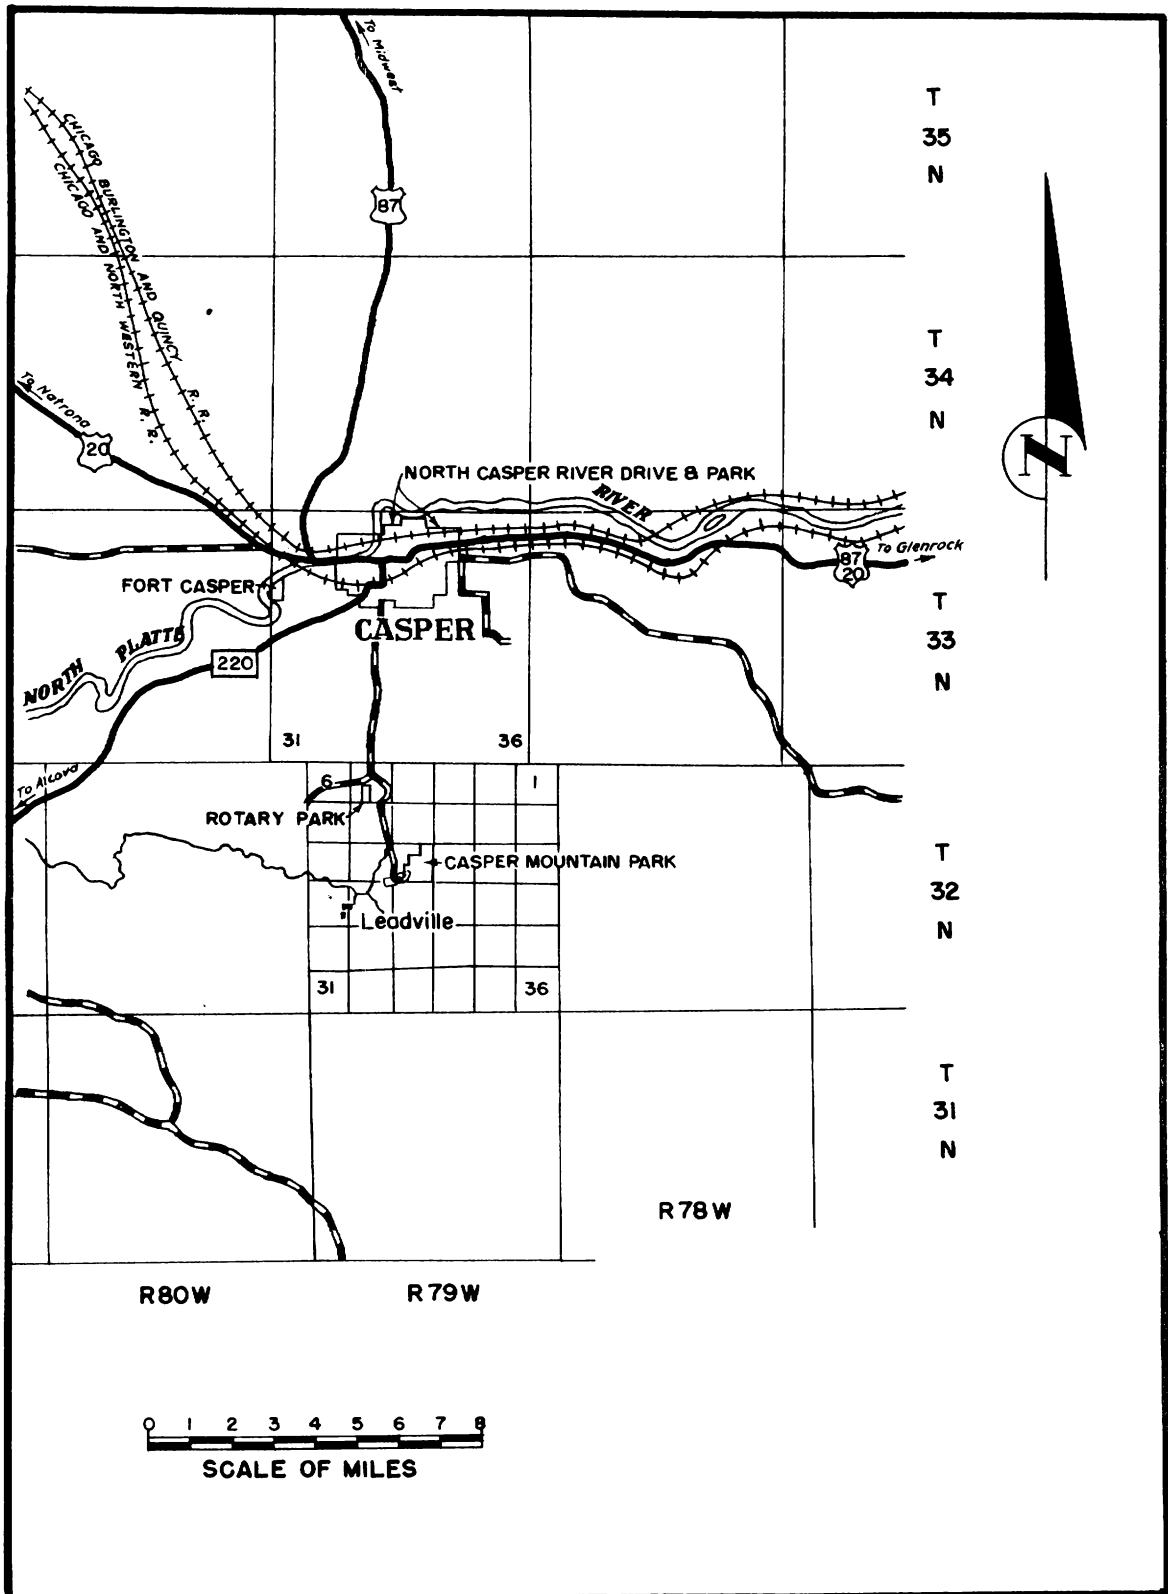 To Midwest
T
35
N
CHICAGO BURLINGTON AND QUINCY R. R.
CHICAGO AND NORTH WESTERN R. R.
87
T
34
N
N
To Natrona
20
NORTH CASPER RIVER DRIVE & PARK
RIVER
To Glenrock
87
20
FORT CASPER
T
33
N
NORTH PLATTE
CASPER
220
31
36
To Alcova
6
1
ROTARY PARK
CASPER MOUNTAIN PARK
T
32
N
Leadville
31
36
T
31
N
R78W
R80W
R79W
0 1 2 3 4 5 6 7 8
SCALE OF MILES